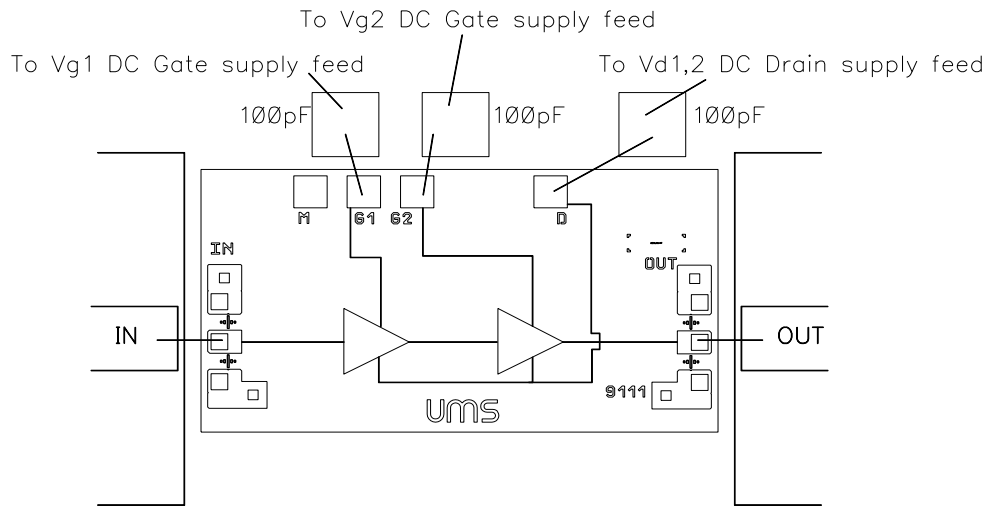 To Vg2 DC Gate supply feed
To Vg1 DC Gate supply feed
To Vd1,2 DC Drain supply feed
100pF
100pF
100pF
M
G1
G2
D
IN
OUT
IN
OUT
9111
UMS